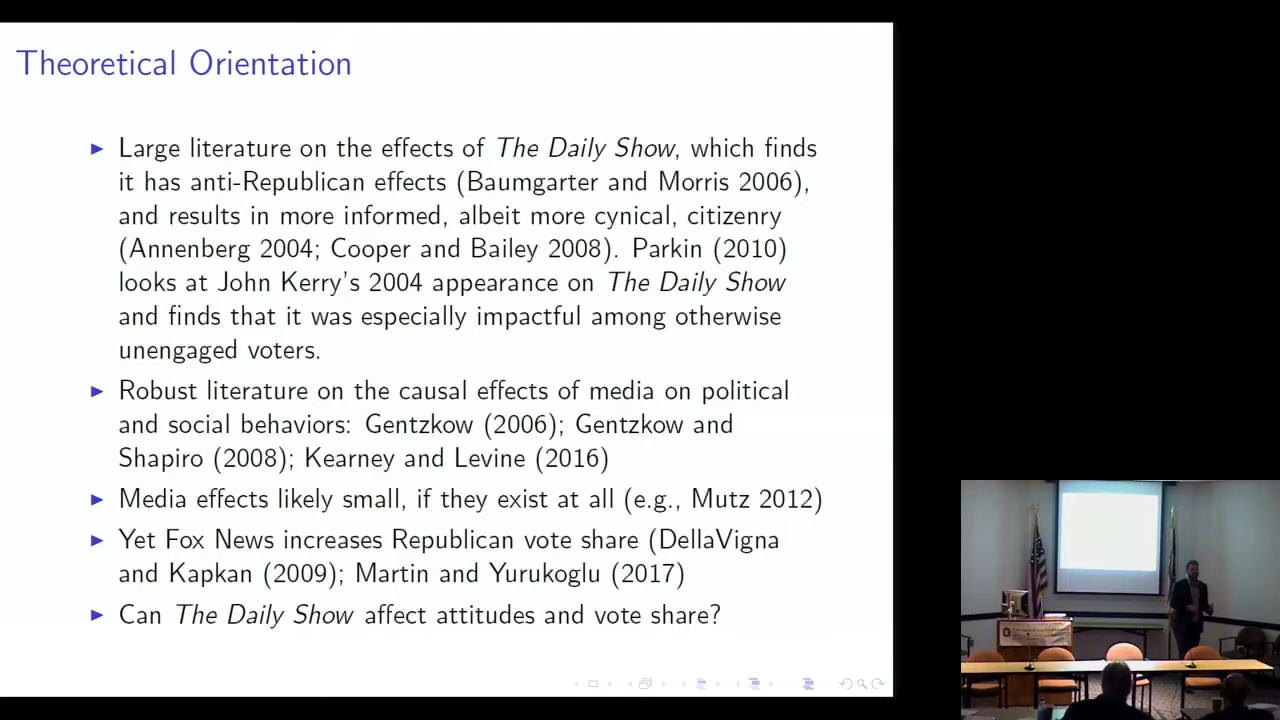 Theoretical Orientation
Large literature on the effects of The Daily Show, which finds
it has anti-Republican effects (Baumgarter and Morris 2006),
and results in more informed, albeit more cynical, citizenry
(Annenberg 2004; Cooper and Bailey 2008). Parkin (2010)
looks at John Kerry's 2004 appearance on The Daily Show
and finds that it was especially impactful among otherwise
unengaged voters.
Robust literature on the causal effects of media on political
and social behaviors: Gentzkow (2006); Gentzkow and
Shapiro (2008); Kearney and Levine (2016)
Media effects likely small, if they exist at all (e.g., Mutz 2012)
Yet Fox News increases Republican vote share (DellaVigna
and Kapkan (2009); Martin and Yurukoglu (2017)
Can The Daily Show affect attitudes and vote share?